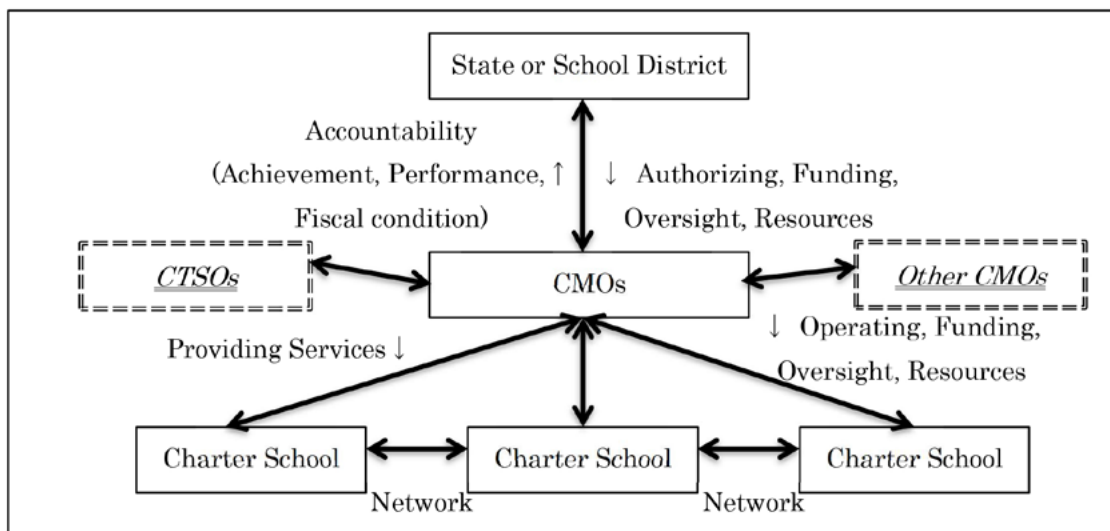 State or School District
Accountability
(Achievement, Performance, ↑
Fiscal condition)
↓ Authorizing, Funding,
Oversight, Resources
CTSOs
CMOs
Other CMOs
Providing Services ↓
↓ Operating, Funding,
Oversight, Resources
Charter School
Charter School
Charter School
Network
Network